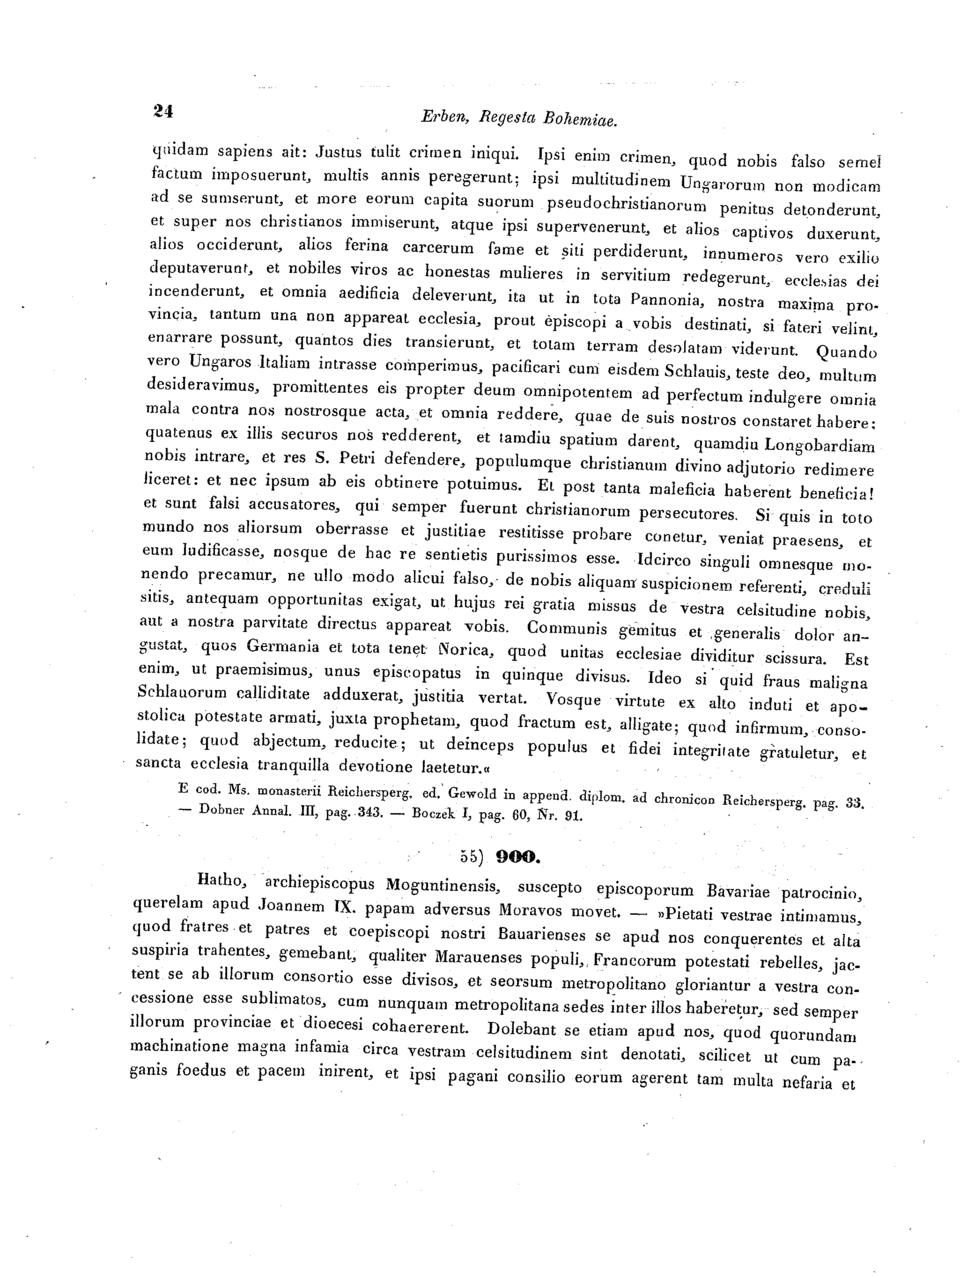 24
Erben, Regesta Bohemiae.
quidam sapiens ait: Justus tulit crimen iniqui. Ipsi enim crimen, quod nobis falso semel
factum imposuerunt, multis annis peregerunt; ipsi multitudinem Ungarorum non modicam
ad se sumserunt, et more eorum capita suorum pseudochristianorum penitus detonderunt,
et super nos christianos immiserunt, atque ipsi supervenerunt, et alios captivos duxerunt,
alios occiderunt, alios ferina carcerum fame et siti perdiderunt, innumeros vero exilio
deputaverunt, et nobiles viros ac honestas mulieres in servitium redegerunt, ecclesias dei
incenderunt, et omnia aedificia deleverunt, ita ut in tota Pannonia, nostra maxima pro-
vincia, tantum una non appareat ecclesia, prout episcopi a vobis destinati, si fateri velint,
enarrare possunt, quantos dies transierunt, et totam terram desolatam viderunt. Quando
vero Ungaros Italiam intrasse comperimus, pacificari cum eisdem Schlauis, teste deo, multum
desideravimus, promittentes eis propter deum omnipotentem ad perfectum indulgere omnia
mala contra nos nostrosque acta, et omnia reddere, quae de suis nostros constaret habere:
quatenus ex illis securos nos redderent, et tamdiu spatium darent, quamdiu Longobardiam
nobis intrare, et res S. Petri defendere, populumque christianum divino adjutorio redimere
liceret: et nec ipsum ab eis obtinere potuimus. Et post tanta maleficia haberent beneficia!
et sunt falsi accusatores, qui semper fuerunt christianorum persecutores. Si quis in toto
mundo nos aliorsum oberrasse et justitiae restitisse probare conetur, veniat praesens, et
eum ludificasse, nosque de hac re sentietis purissimos esse. Idcirco singuli omnesque mo-
nendo precamur, ne ullo modo alicui falso, de nobis aliquam suspicionem referenti, creduli
sitis, antequam opportunitas exigat, ut hujus rei gratia missus de vestra celsitudine nobis,
aut a nostra parvitate directus appareat vobis. Communis gemitus et generalis dolor an-
gustat, quos Germania et tota tenet Norica, quod unitas ecclesiae dividitur scissura. Est
enim, ut praemisimus, unus episcopatus in quinque divisus. Ideo si quid fraus maligna
Schlauorum calliditate adduxerat, justitia vertat. Vosque virtute ex alto induti et apo-
stolica potestate armati, juxta prophetam, quod fractum est, alligate; quod infirmum, conso-
lidate; quod abjectum, reducite; ut deinceps populus et fidei integritate gratuletur, et
sancta ecclesia tranquilla devotione laetetur.«
E cod. Ms. monasterii Reichersperg. ed. Gewold in append. diplom. ad chronicon Reichersperg. pag. 33.
— Dobner Annal. III, pag. 343. — Boczek I, pag. 60, Nr. 91.
55) 900.
Hatho, archiepiscopus Moguntinensis, suscepto episcoporum Bavariae patrocinio,
querelam apud Joannem IX. papam adversus Moravos movet. — »Pietati vestrae intimamus,
quod fratres et patres et coepiscopi nostri Bauarienses se apud nos conquerentes et alta
suspiria trahentes, gemebant, qualiter Marauenses populi, Francorum potestati rebelles, jac-
tent se ab illorum consortio esse divisos, et seorsum metropolitano gloriantur a vestra con-
cessione esse sublimatos, cum nunquam metropolitana sedes inter illos haberetur, sed semper
illorum provinciae et dioecesi cohaererent. Dolebant se etiam apud nos, quod quorundam
machinatione magna infamia circa vestram celsitudinem sint denotati, scilicet ut cum pa-
ganis foedus et pacem inirent, et ipsi pagani consilio eorum agerent tam multa nefaria et